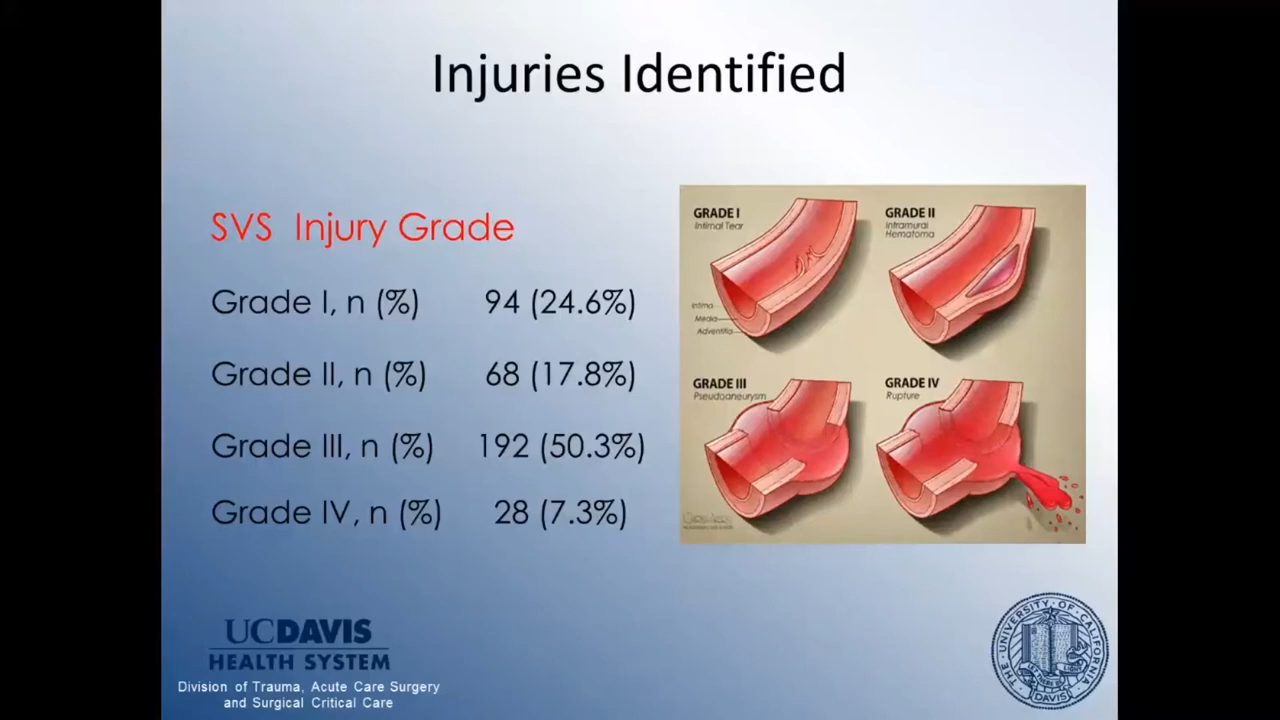 Injuries Identified
SVS Injury Grade
Grade I, n (%) 94 (24.6%)
Grade II, n (%) 68 (17.8%)
Grade III, n (%) 192 (50.3%)
Grade IV, n (%) 28 (7.3%)
GRADE I
Intimal Tear
Intima
Media
Adventitia
GRADE II
Intramural
Hematoma
GRADE III
Pseudoaneurysm
GRADE IV
Rupture
UCDAVIS
HEALTH SYSTEM
Division of Trauma, Acute Care Surgery
and Surgical Critical Care
THE UNIVERSITY OF CALIFORNIA
DAVIS